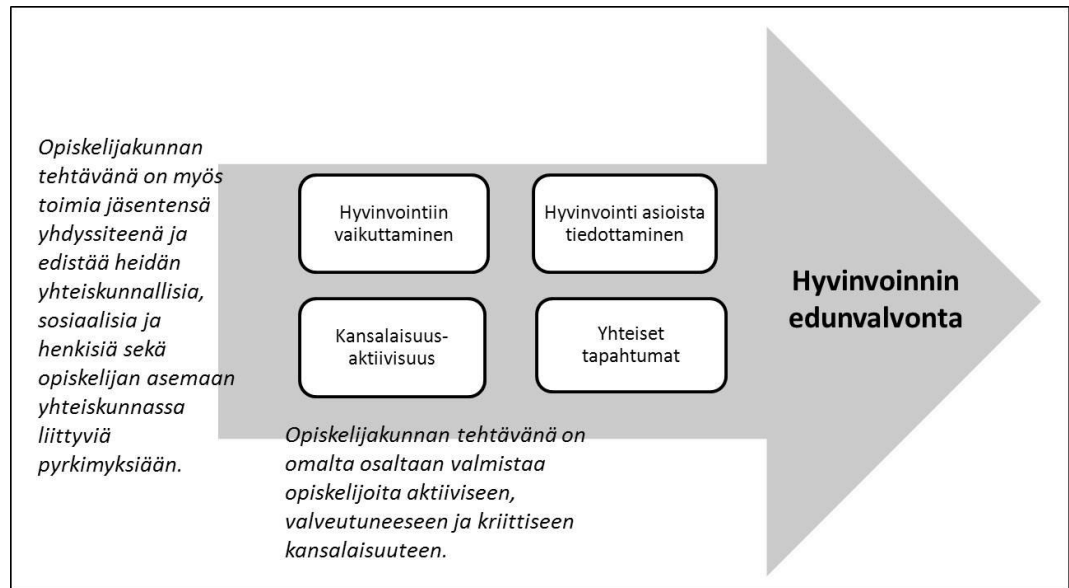 Opiskelijakunnan
tehtävänä on myös
toimia jäsentensä
yhdyssiteenä ja
edistää heidän
yhteiskunnallisia,
sosiaalisia ja
henkisiä sekä
opiskelijan asemaan
yhteiskunnassa
liittyviä
pyrkimyksiään.
Hyvinvointiin
vaikuttaminen
Hyvinvointi asioista
tiedottaminen
Kansalaisuus-
aktiivisuus
Yhteiset
tapahtumat
Opiskelijakunnan tehtävänä on
omalta osaltaan valmistaa
opiskelijoita aktiiviseen,
valveutuneeseen ja kriittiseen
kansalaisuuteen.
Hyvinvoinnin
edunvalvonta